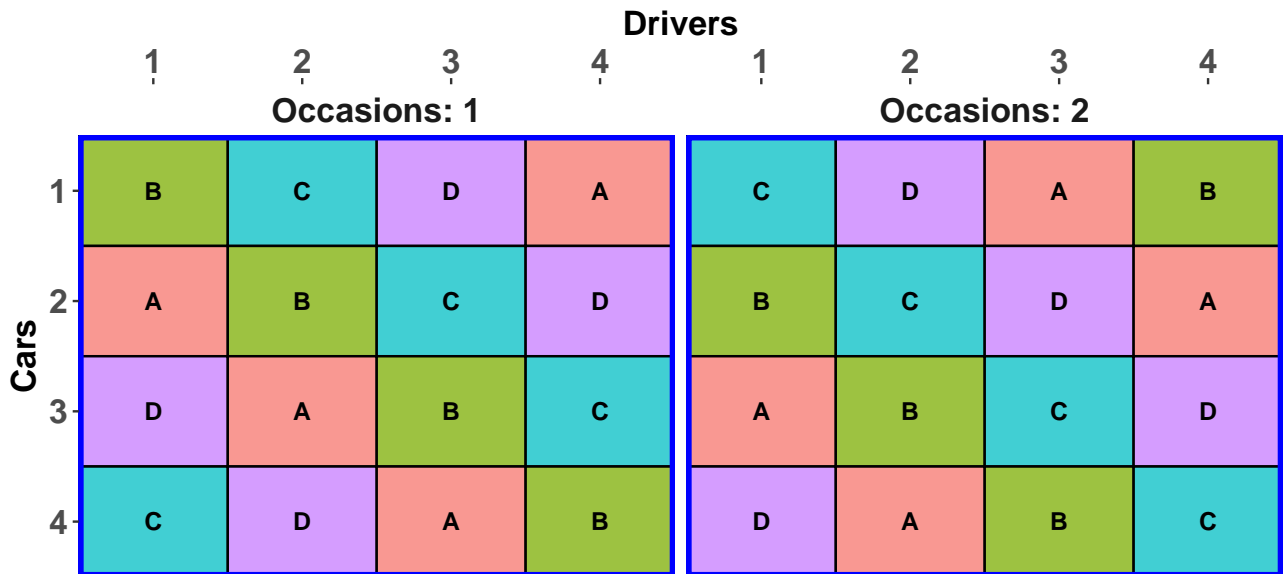 Drivers
1 2 3 4 1 2 3 4
Occasions: 1 Occasions: 2
Cars
1 B C D A C D A B
2 A B C D B C D A
3 D A B C A B C D
4 C D A B D A B C